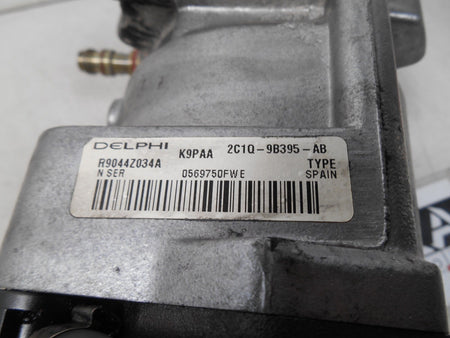 DELPHI K9PAA 2C1Q-9B395-AB
R9044Z034A TYPE
N SER 0569750FWE SPAIN